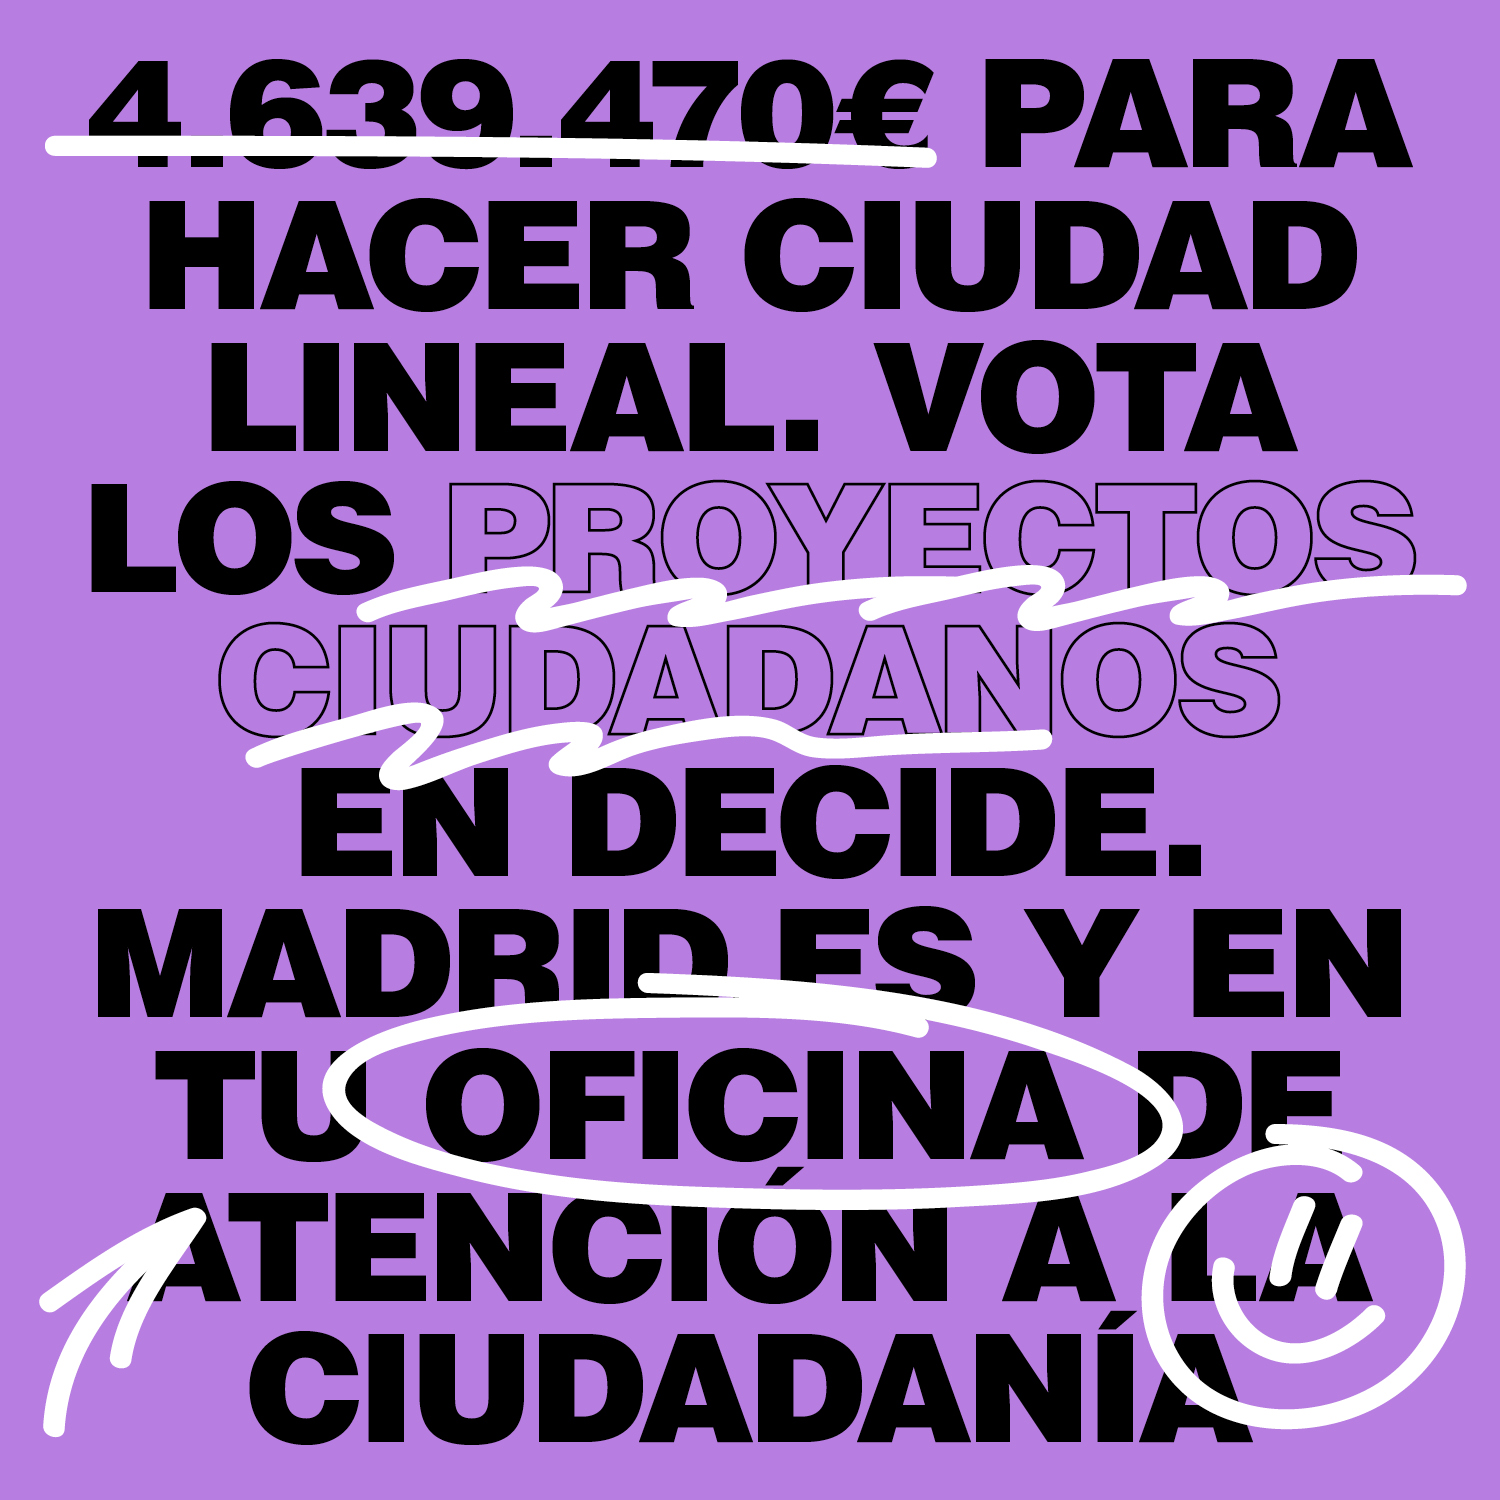 4.639.470€ PARA
HACER CIUDAD
LINEAL. VOTA
LOS PROYECTOS
CIUDADANOS
EN DECIDE.
MADRID.ES Y EN
TU OFICINA DE
ATENCIÓN A LA
CIUDADANÍA